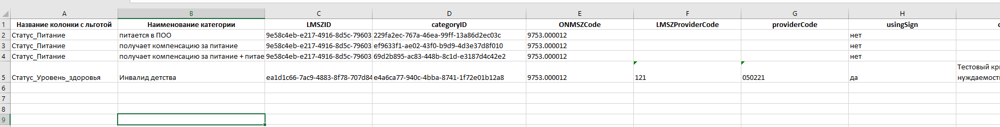 A B C D E F G H
1 Название колонки с льготой Наименование категории LMSZID categoryID ONMSZCode LMSZProviderCode providerCode usingSign
2 Статус_Питание питается в ПОО 9e58c4eb-e217-4916-8d5c-79603 229fa2ec-767a-46ea-99ff-13a86d2ec03c 9753.000012 нет
3 Статус_Питание получает компенсацию за питание 9e58c4eb-e217-4916-8d5c-79603 ef9633f1-ae02-43f0-b9d9-4d3e37d8f010 9753.000012 нет
4 Статус_Питание получает компенсацию за питание + питае 9e58c4eb-e217-4916-8d5c-79603 69d2b895-ac83-448b-8c1d-e3187d4c42e2 9753.000012 нет
Тестовый кри
5 Статус_Уровень_здоровья Инвалид детства ea1d1c66-7ac9-4883-8f78-707d84 e4a6ca77-940c-4bba-8741-1f72e01b12a8 9753.000012 121 050221 да нуждаемост
6
7
8
9